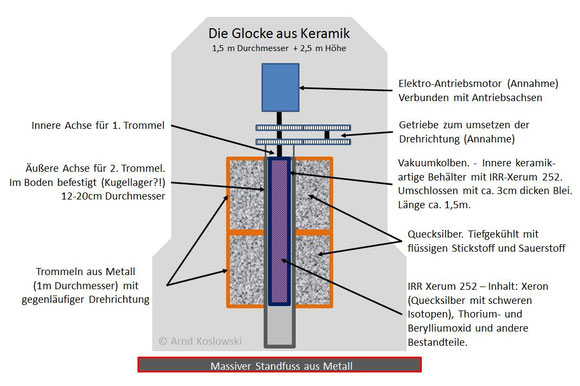 Die Glocke aus Keramik
1,5 m Durchmesser + 2,5 m Höhe
Elektro-Antriebsmotor (Annahme)
Verbunden mit Antriebsachsen
Innere Achse für 1. Trommel
Getriebe zum umsetzen der
Drehrichtung (Annahme)
Äußere Achse für 2. Trommel.
Im Boden befestigt (Kugellager?!)
12-20cm Durchmesser
Vakuumkolben. - Innere keramik-
artige Behälter mit IRR-Xerum 252.
Umschlossen mit ca. 3cm dicken Blei.
Länge ca. 1,5m.
Quecksilber. Tiefgekühlt mit
flüssigen Stickstoff und Sauerstoff
Trommeln aus Metall
(1m Durchmesser) mit
gegenläufiger Drehrichtung
IRR Xerum 252 – Inhalt: Xeron
(Quecksilber mit schweren
Isotopen), Thorium- und
Berylliumoxid und andere
Bestandteile.
© Arnd Koslowski
Massiver Standfuss aus Metall